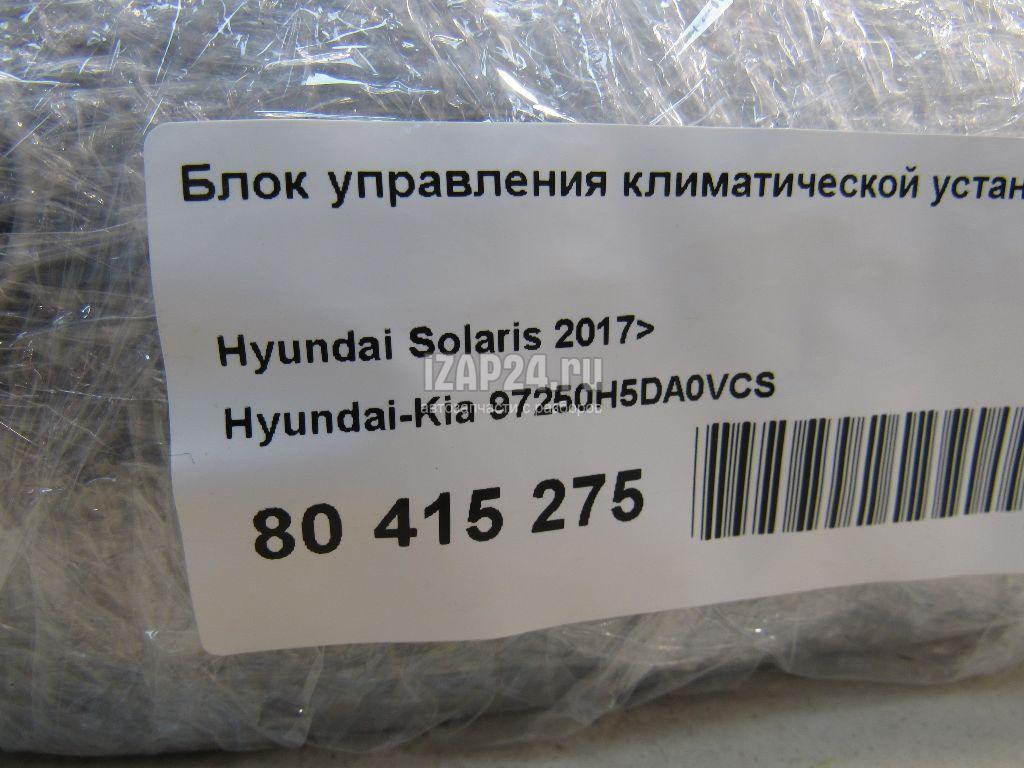 Блок управления климатической устан
Hyundai Solaris 2017>
IZAP24.ru
автозапчасти с разборов
Hyundai-Kia 97250H5DA0VCS
80 415 275